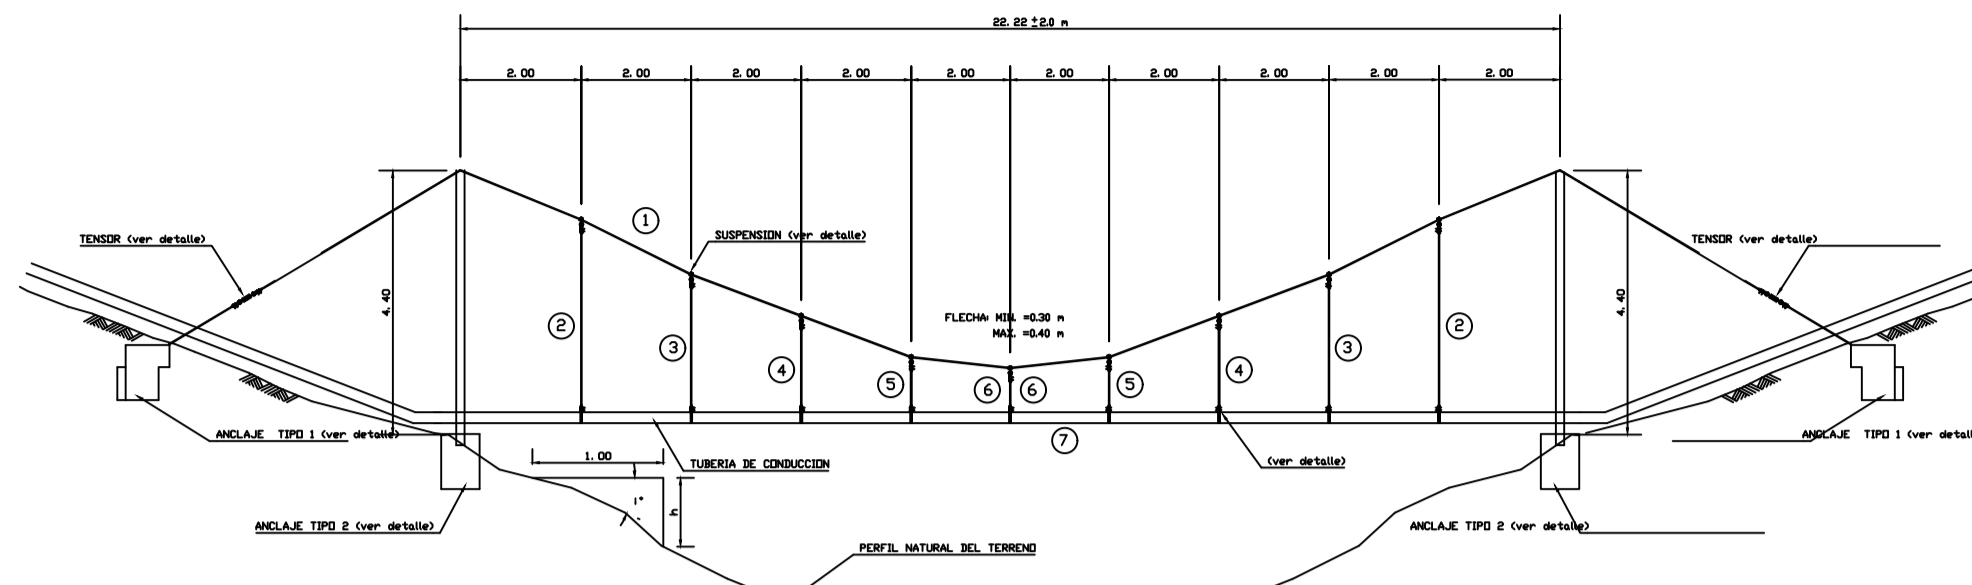 22. 22 ±2.0 m
2. 00
2. 00
2. 00
2. 00
2. 00
2. 00
2. 00
2. 00
2. 00
2. 00
1
TENSOR (ver detalle)
SUSPENSION (ver detalle)
TENSOR (ver detalle)
4. 40
4. 40
FLECHA: MIN. =0.30 m
MAX. =0.40 m
2
3
4
5
6
6
5
4
3
2
7
ANCLAJE TIPO 1 (ver detalle)
ANCLAJE TIPO 1 (ver detall
1. 00
TUBERIA DE CONDUCCION
(ver detalle)
h
ANCLAJE TIPO 2 (ver detalle)
ANCLAJE TIPO 2 (ver detalle)
PERFIL NATURAL DEL TERRENO